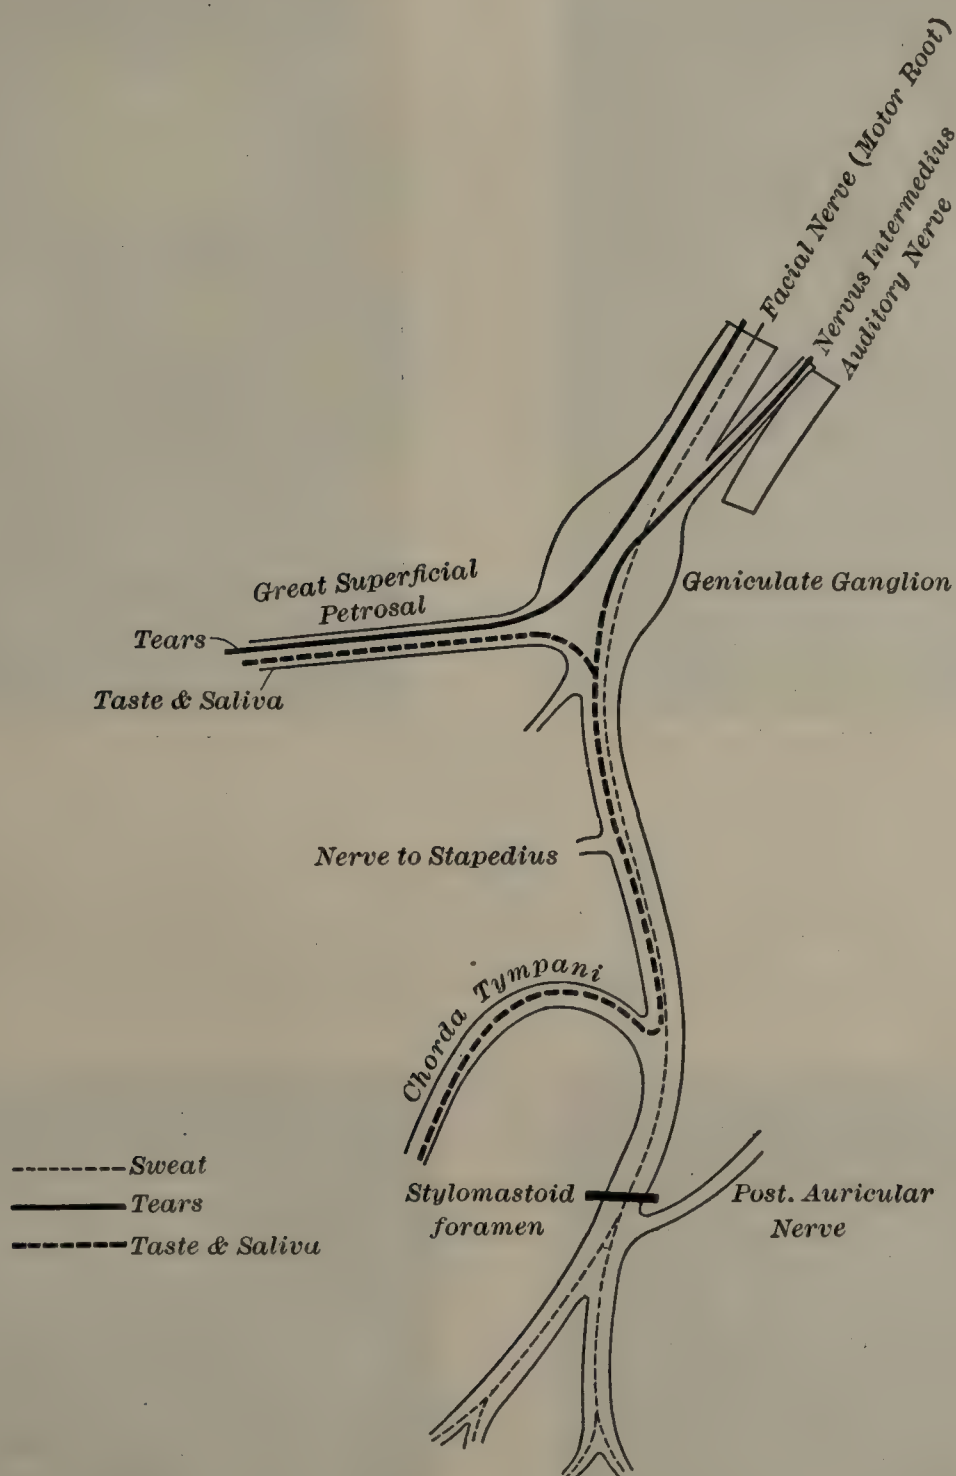 Facial Nerve (Motor Root)
Nervus Intermedius
Auditory Nerve
Great Superficial
Petrosal
Geniculate Ganglion
Tears
Taste & Saliva
Nerve to Stapedius
Chorda Tympani
Sweat
Tears
Taste & Saliva
Stylomastoid
foramen
Post. Auricular
Nerve